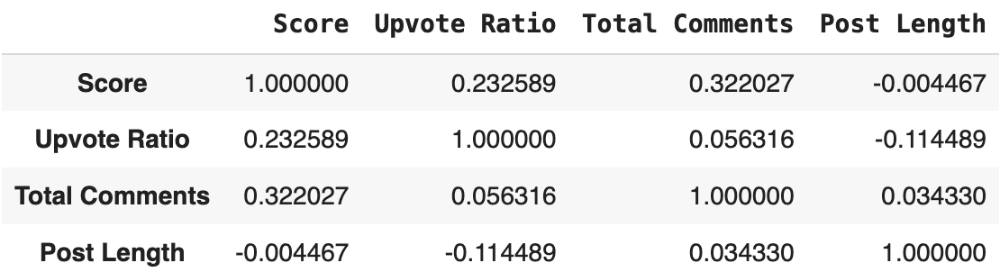 Score Upvote Ratio Total Comments Post Length
Score 1.000000 0.232589 0.322027 -0.004467
Upvote Ratio 0.232589 1.000000 0.056316 -0.114489
Total Comments 0.322027 0.056316 1.000000 0.034330
Post Length -0.004467 -0.114489 0.034330 1.000000